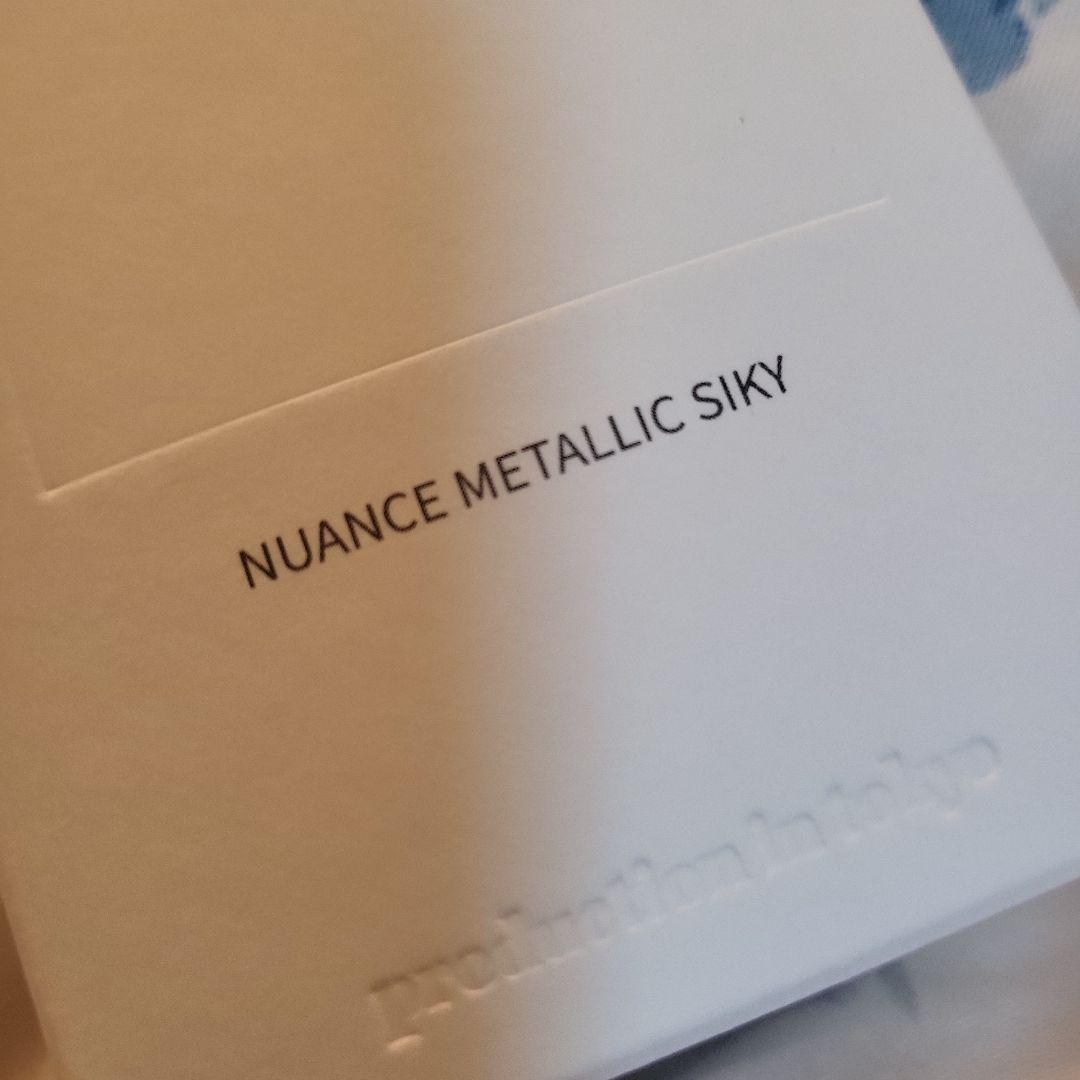 NUANCE METALLIC SIKY
production in tokyo